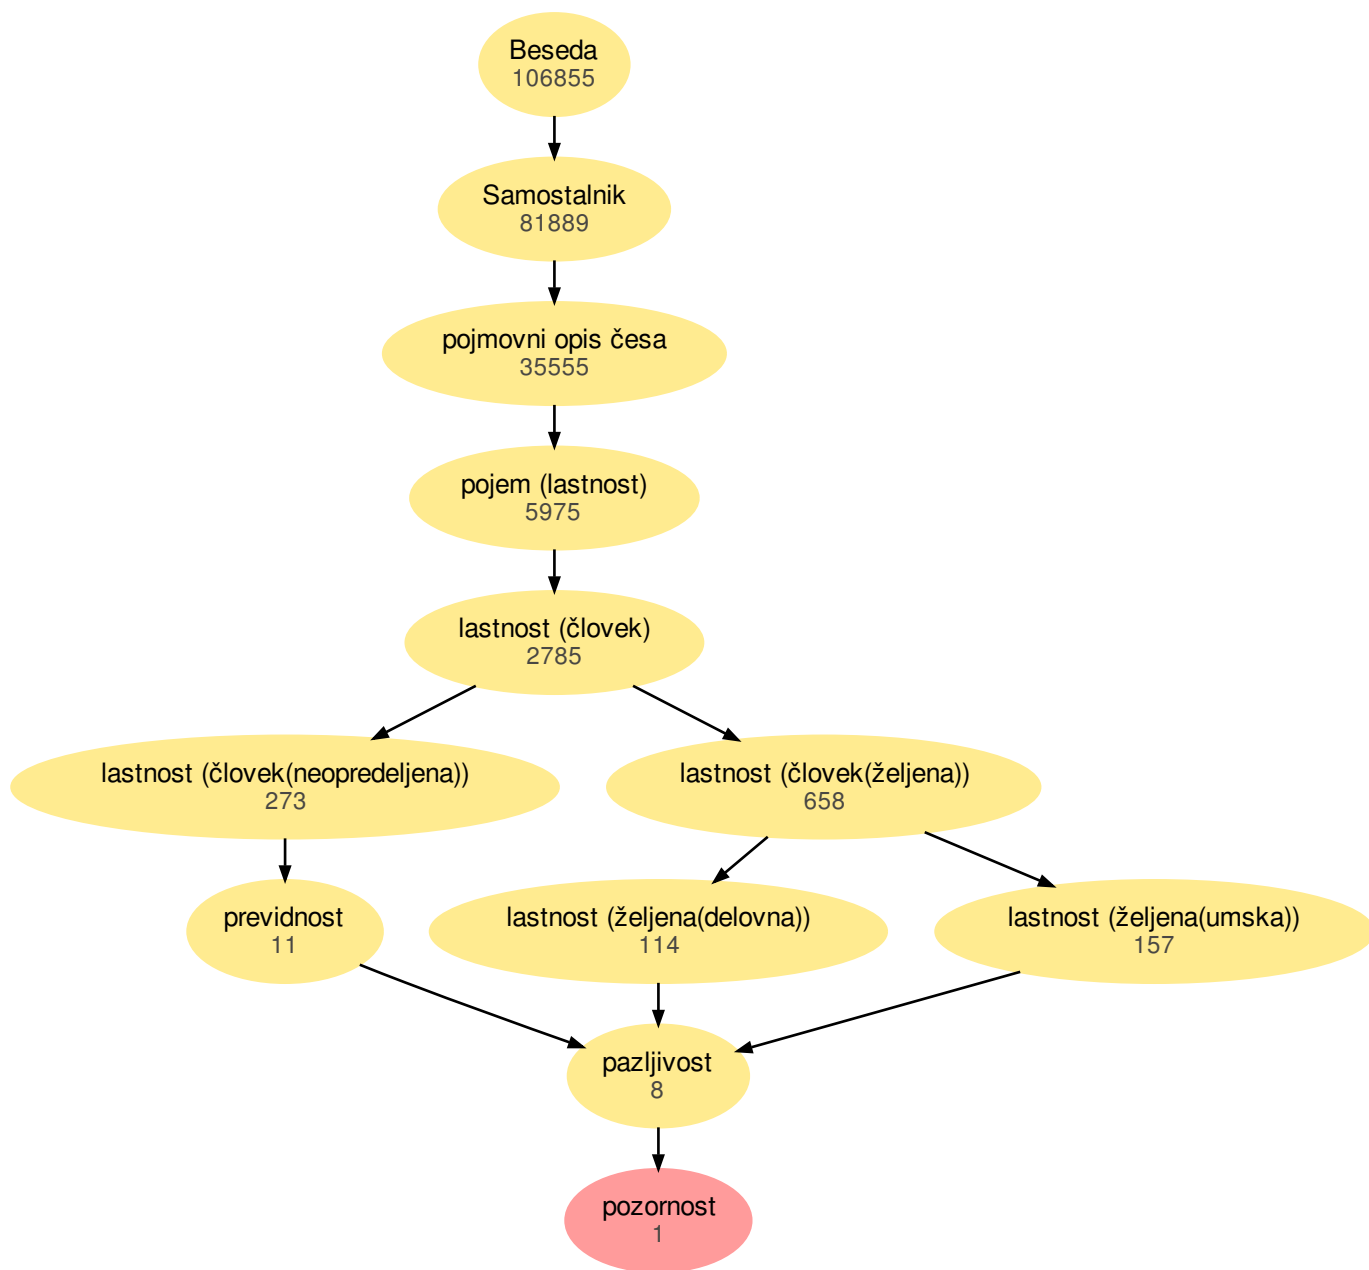 Beseda
106855
Samostalnik
81889
pojmovni opis česa
35555
pojem (lastnost)
5975
lastnost (človek)
2785
lastnost (človek(neopredeljena))
273
lastnost (človek(željena))
658
previdnost
11
lastnost (željena(delovna))
114
lastnost (željena(umska))
157
pazljivost
8
pozornost
1